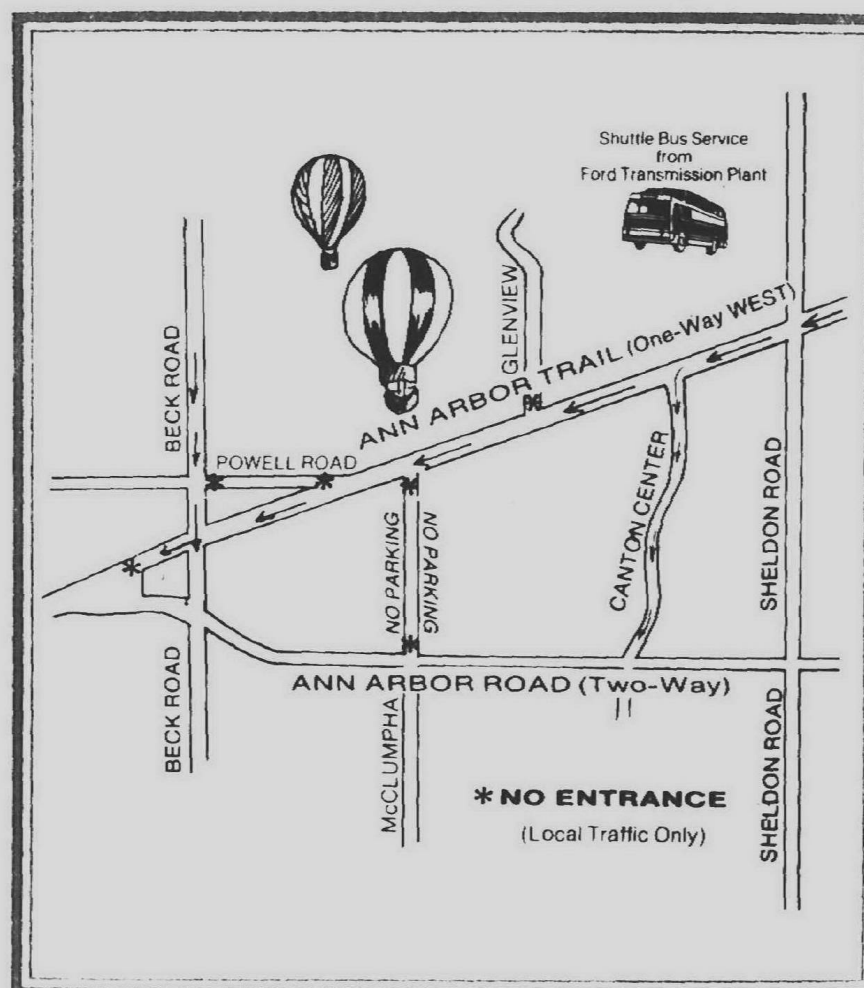 Shuttle Bus Service
from
Ford Transmission Plant
GLENVIEW
ANN ARBOR TRAIL (One-Way WEST)
BECK ROAD
POWELL ROAD
NO PARKING
NO PARKING
CANTON CENTER
SHELDON ROAD
ANN ARBOR ROAD (Two-Way)
BECK ROAD
McCLUMPHA
SHELDON ROAD
* NO ENTRANCE
(Local Traffic Only)